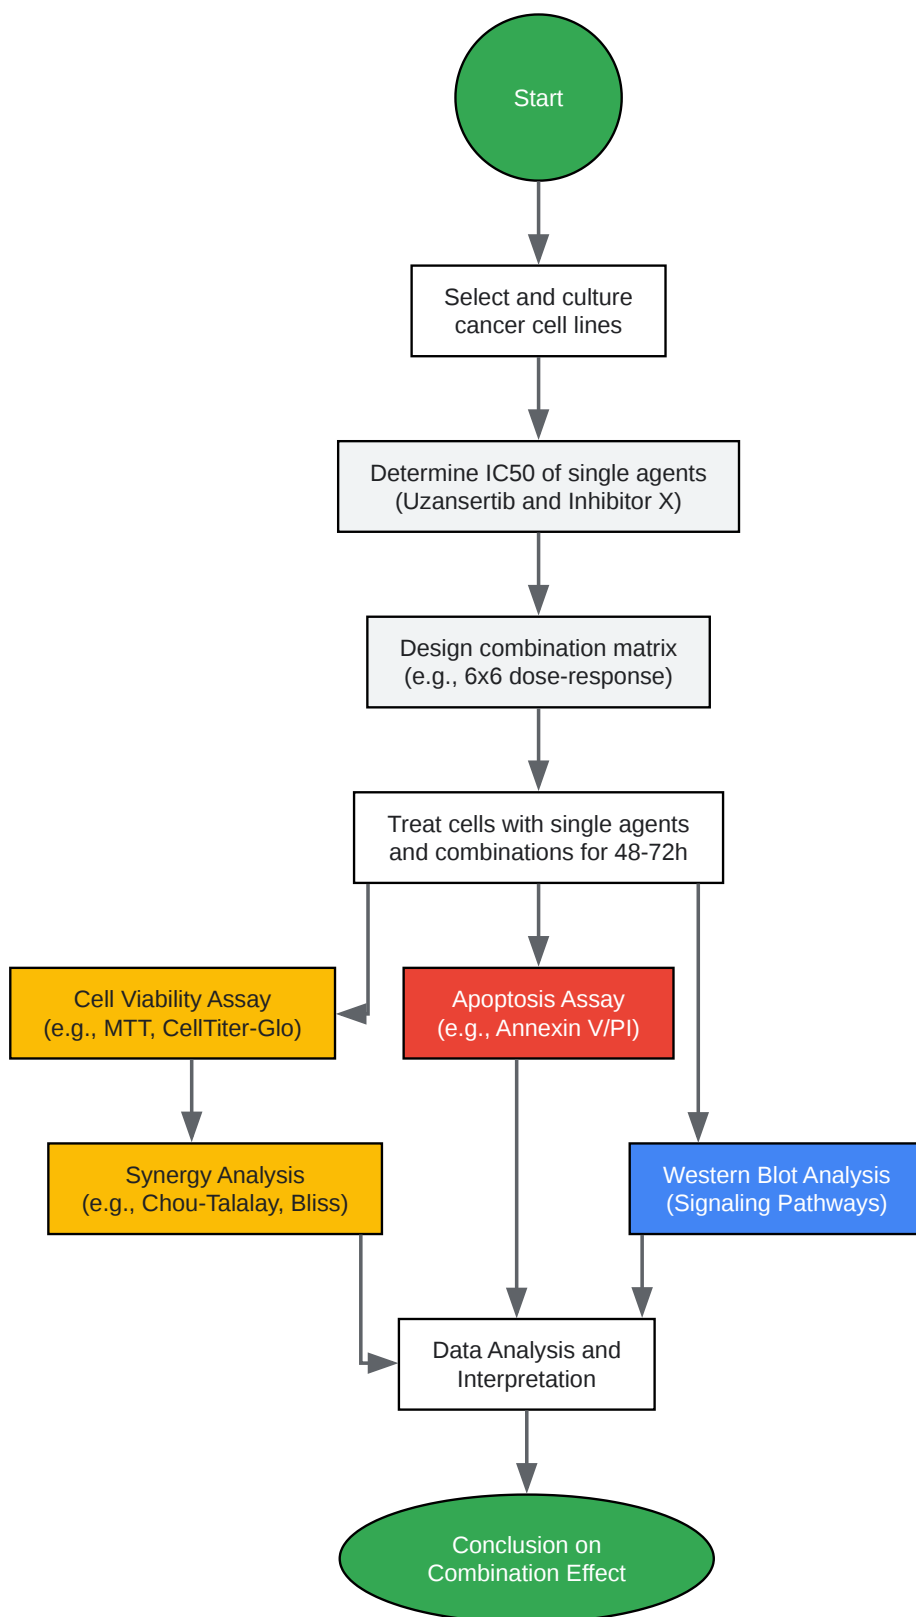 Start
Select and culture
cancer cell lines
Determine IC50 of single agents
(Uzansertib and Inhibitor X)
Design combination matrix
(e.g., 6x6 dose-response)
Treat cells with single agents
and combinations for 48-72h
Cell Viability Assay
(e.g., MTT, CellTiter-Glo)
Apoptosis Assay
(e.g., Annexin V/PI)
Synergy Analysis
(e.g., Chou-Talalay, Bliss)
Western Blot Analysis
(Signaling Pathways)
Data Analysis and
Interpretation
Conclusion on
Combination Effect